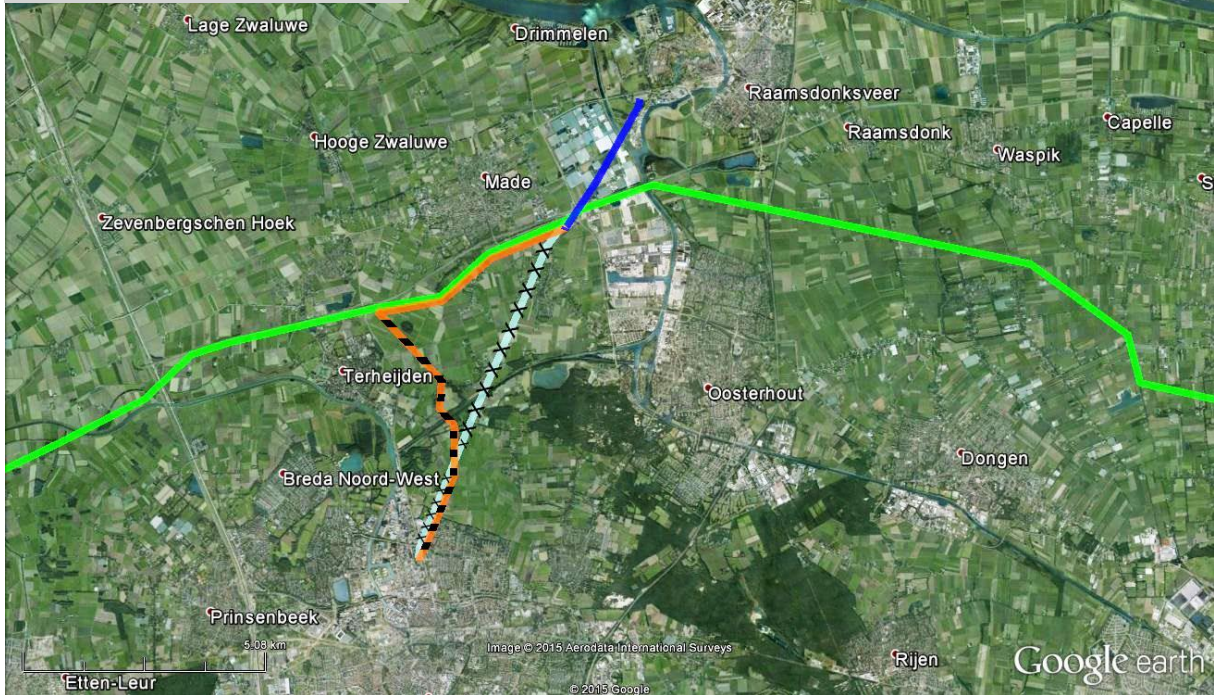 Lage Zwaluwe
Drimmelen
Raamsdonksveer
Capelle
Hooge Zwaluwe
Raamsdonk
Waspik
Made
S
Zevenbergschen Hoek
Terheijden
Oosterhout
Dongen
Breda Noord-West
Prinsenbeek
5.08 km
Image © 2015 Aerodata International Surveys
Rijen
Google earth
Etten-Leur
© 2015 Google